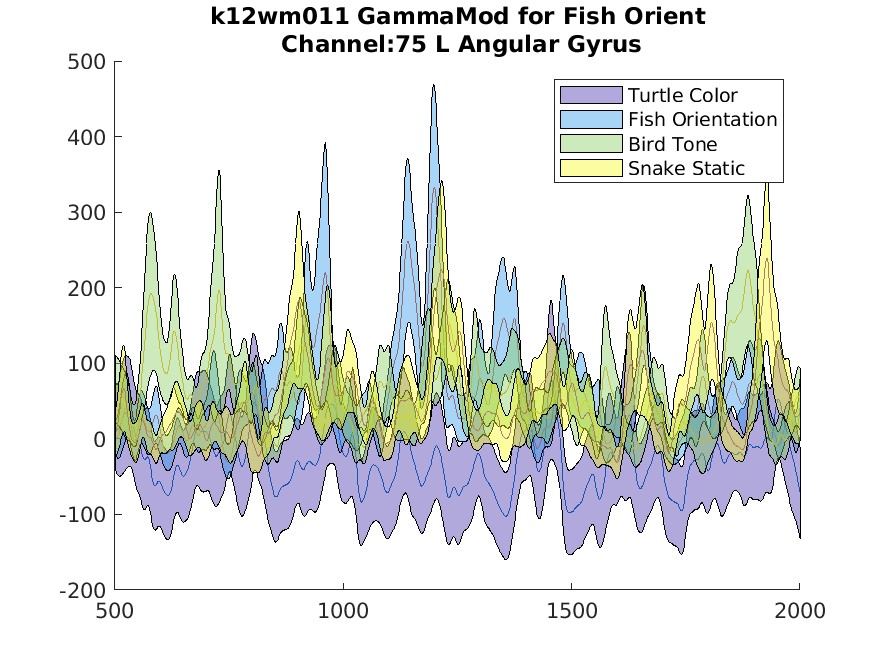 k12wm011 GammaMod for Fish Orient
Channel:75 L Angular Gyrus
500
400
300
200
100
0
-100
-200
500
1000
1500
2000
Turtle Color
Fish Orientation
Bird Tone
Snake Static